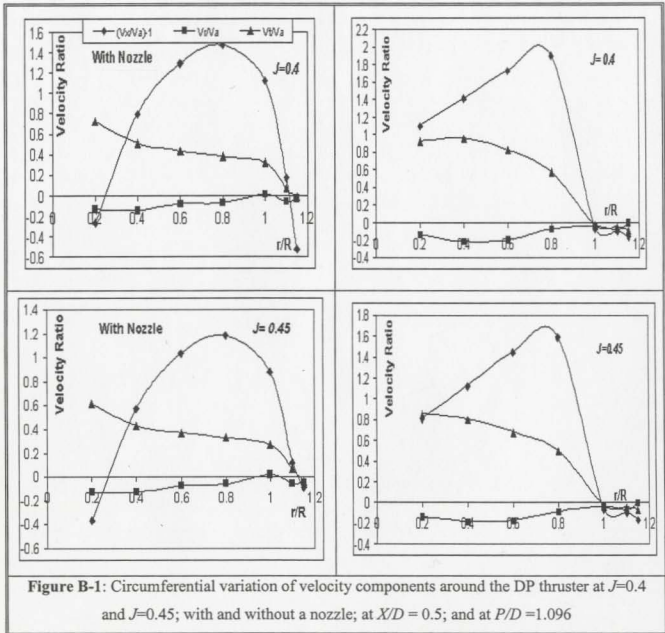 (Vx/Va)-1 Vr/Va Vt/Va
With Nozzle
J=0.4
Velocity Ratio
1.6
1.4
1.2
1
0.8
0.6
0.4
0.2
0
-0.2
-0.4
-0.6
0 0.2 0.4 0.6 0.8 1 1.2
r/R
J=0.4
Velocity Ratio
2.2
2
1.8
1.6
1.4
1.2
1
0.8
0.6
0.4
0.2
0
-0.2
-0.4
0.2 0.4 0.6 0.8 1 1.2
r/R
With Nozzle
J= 0.45
Velocity Ratio
1.4
1.2
1
0.8
0.6
0.4
0.2
0
-0.2
-0.4
-0.6
0 0.2 0.4 0.6 0.8 1 1.2
r/R
J=0.45
Velocity Ratio
2
1.8
1.6
1.4
1.2
1
0.8
0.6
0.4
0.2
0
-0.2
-0.4
0.2 0.4 0.6 0.8 1 1.2
r/R
Figure B-1: Circumferential variation of velocity components around the DP thruster at J=0.4
and J=0.45; with and without a nozzle; at X/D = 0.5; and at P/D =1.096